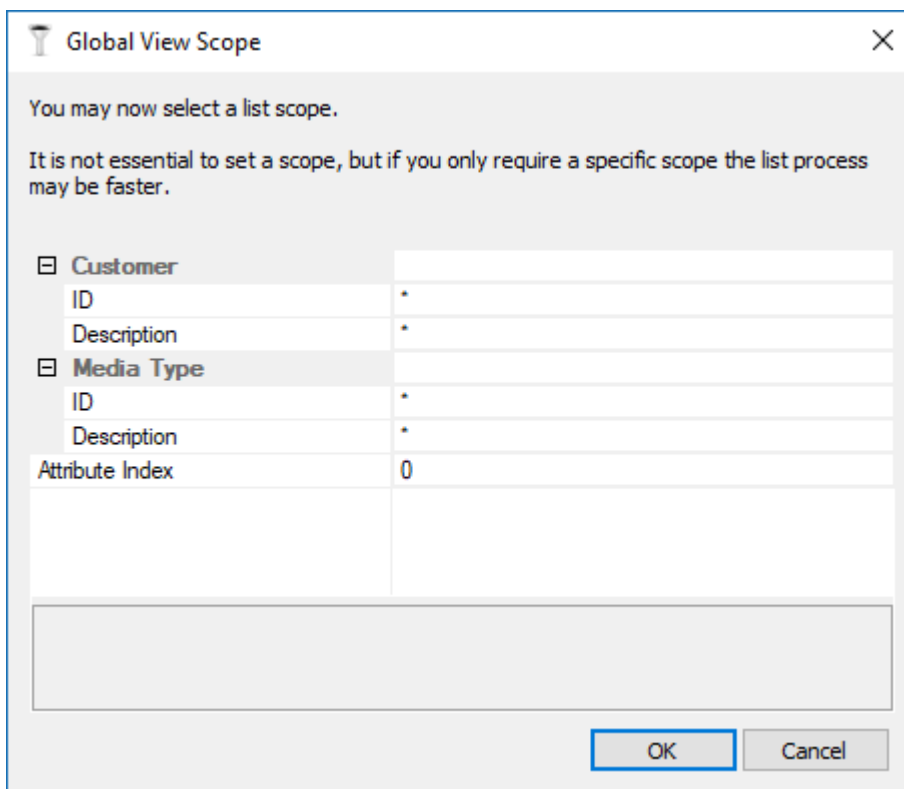 Global View Scope
You may now select a list scope.
It is not essential to set a scope, but if you only require a specific scope the list process
may be faster.
Customer
ID *
Description *
Media Type
ID *
Description *
Attribute Index 0
OK Cancel